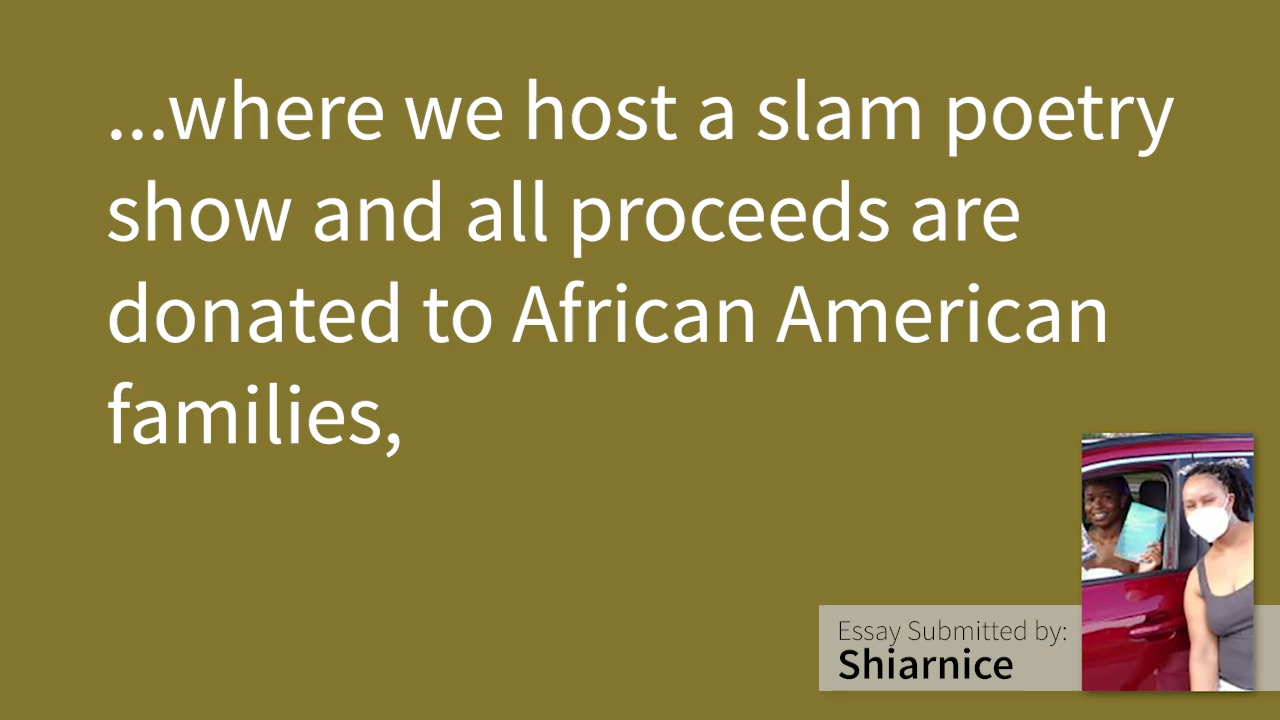 ...where we host a slam poetry
show and all proceeds are
donated to African American
families,
Essay Submitted by:
Shiarnice